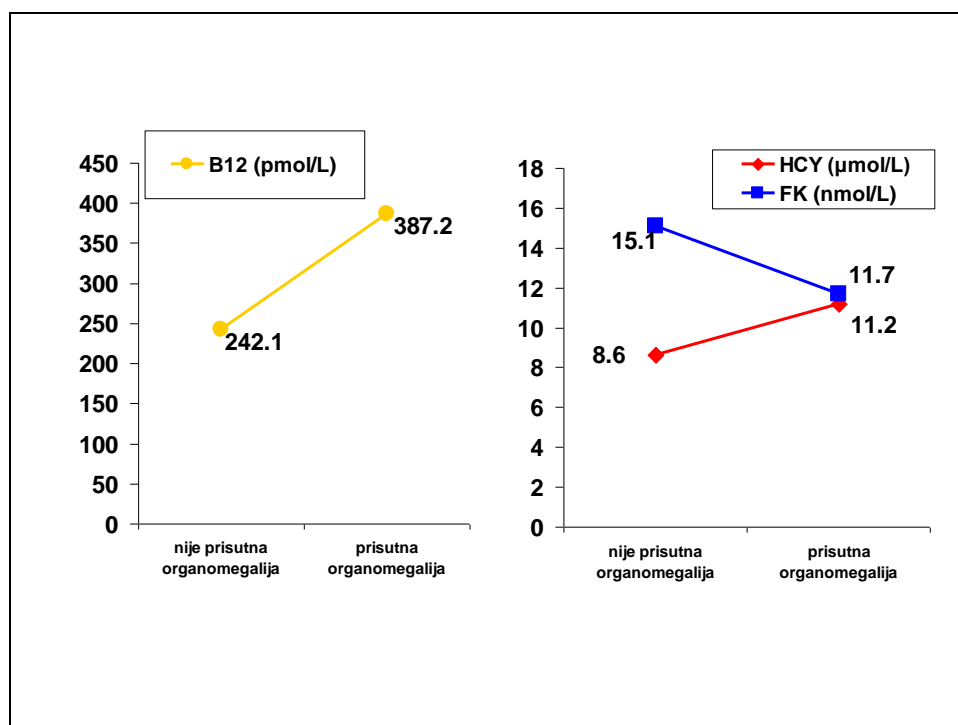 B12 (pmol/L)
450
400
350
300
250
200
150
100
50
0
387.2
242.1
nije prisutna
organomegalija
prisutna
organomegalija
HCY (µmol/L)
FK (nmol/L)
18
16
14
12
10
8
6
4
2
0
15.1
11.7
11.2
8.6
nije prisutna
organomegalija
prisutna
organomegalija